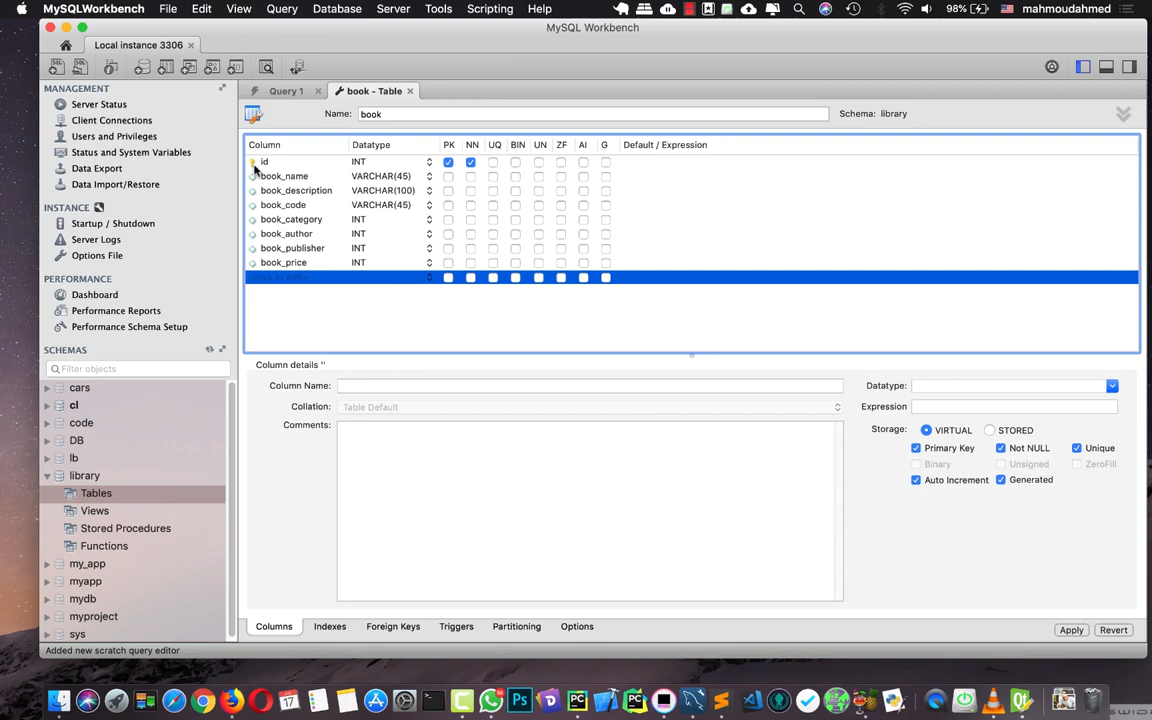 MySQLWorkbench File Edit View Query Database Server Tools Scripting Help 98% mahmoudahmed
MySQL Workbench
Local instance 3306
MANAGEMENT
Server Status
Client Connections
Users and Privileges
Status and System Variables
Data Export
Data Import/Restore
INSTANCE
Startup / Shutdown
Server Logs
Options File
PERFORMANCE
Dashboard
Performance Reports
Performance Schema Setup
SCHEMAS
Filter objects
cars
cl
code
DB
lb
library
Tables
Views
Stored Procedures
Functions
my_app
myapp
mydb
myproject
sys
Query 1 book - Table
Name: book Schema: library
Column Datatype PK NN UQ BIN UN ZF AI G Default / Expression
id INT
book_name VARCHAR(45)
book_description VARCHAR(100)
book_code VARCHAR(45)
book_category INT
book_author INT
book_publisher INT
book_price INT
Column details ''
Column Name: Datatype:
Collation: Table Default Expression
Comments: Storage: VIRTUAL STORED
Primary Key Not NULL Unique
Binary Unsigned ZeroFill
Auto Increment Generated
Columns Indexes Foreign Keys Triggers Partitioning Options Apply Revert
Added new scratch query editor
17